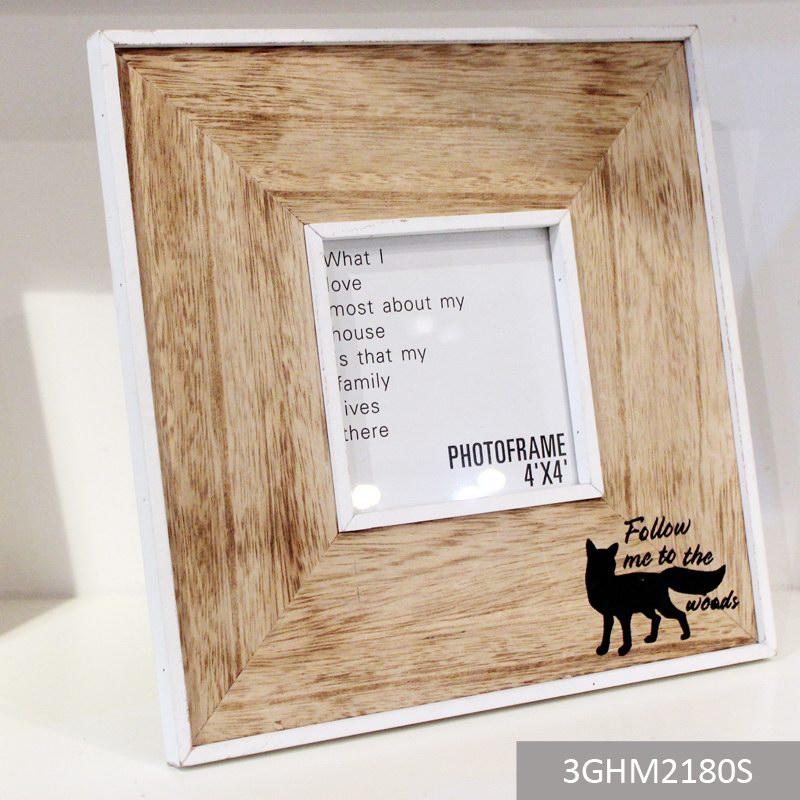 What I
love
most about my
house
is that my
family
lives
there
PHOTOFRAME
4'X4'
Follow
me to the
woods
3GHM2180S